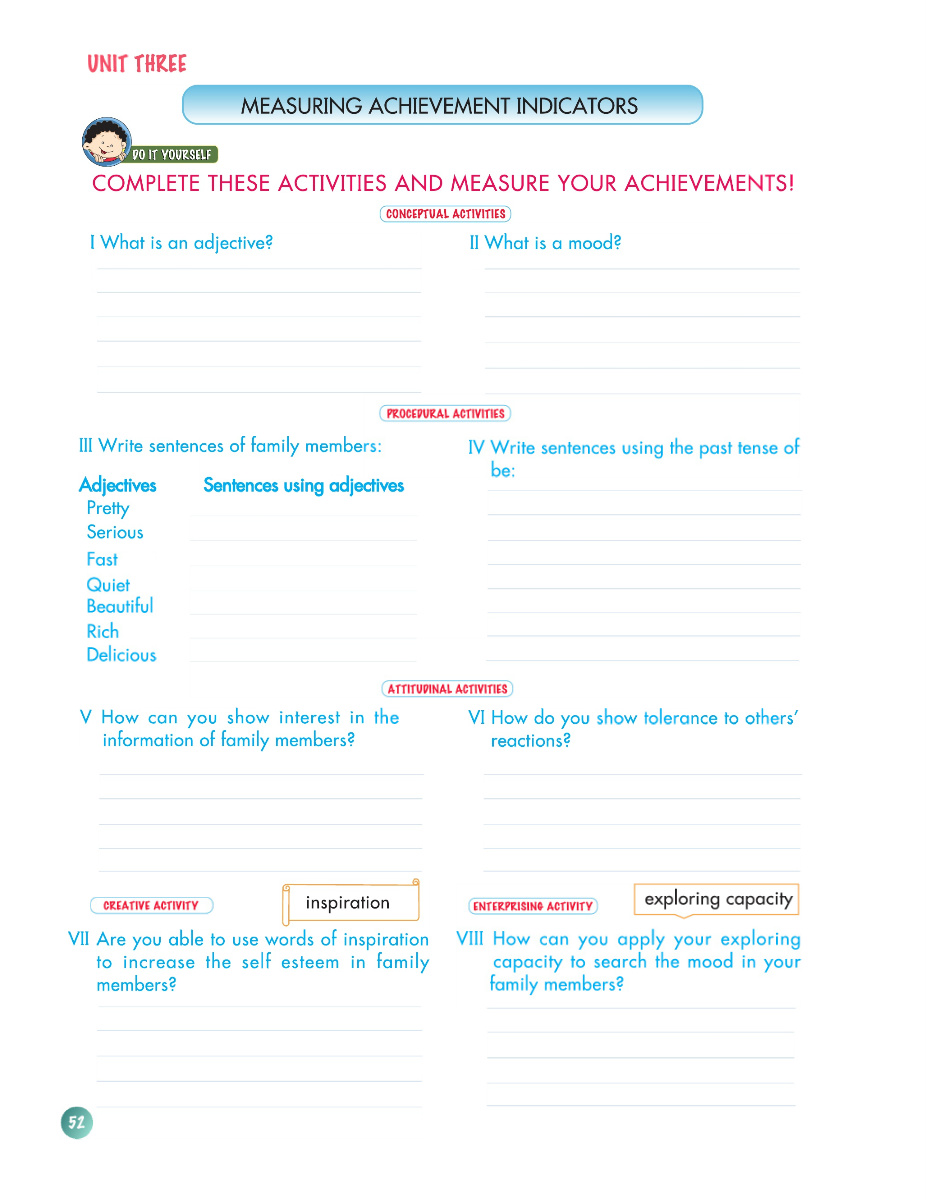 UNIT THREE
MEASURING ACHIEVEMENT INDICATORS
DO IT YOURSELF
COMPLETE THESE ACTIVITIES AND MEASURE YOUR ACHIEVEMENTS!
CONCEPTUAL ACTIVITIES
I What is an adjective?
II What is a mood?
PROCEDURAL ACTIVITIES
III Write sentences of family members:
Adjectives Sentences using adjectives
Pretty
Serious
Fast
Quiet
Beautiful
Rich
Delicious
IV Write sentences using the past tense of
be:
ATTITUDINAL ACTIVITIES
V How can you show interest in the
information of family members?
VI How do you show tolerance to others’
reactions?
CREATIVE ACTIVITY
inspiration
VII Are you able to use words of inspiration
to increase the self esteem in family
members?
ENTERPRISING ACTIVITY
exploring capacity
VIII How can you apply your exploring
capacity to search the mood in your
family members?
52